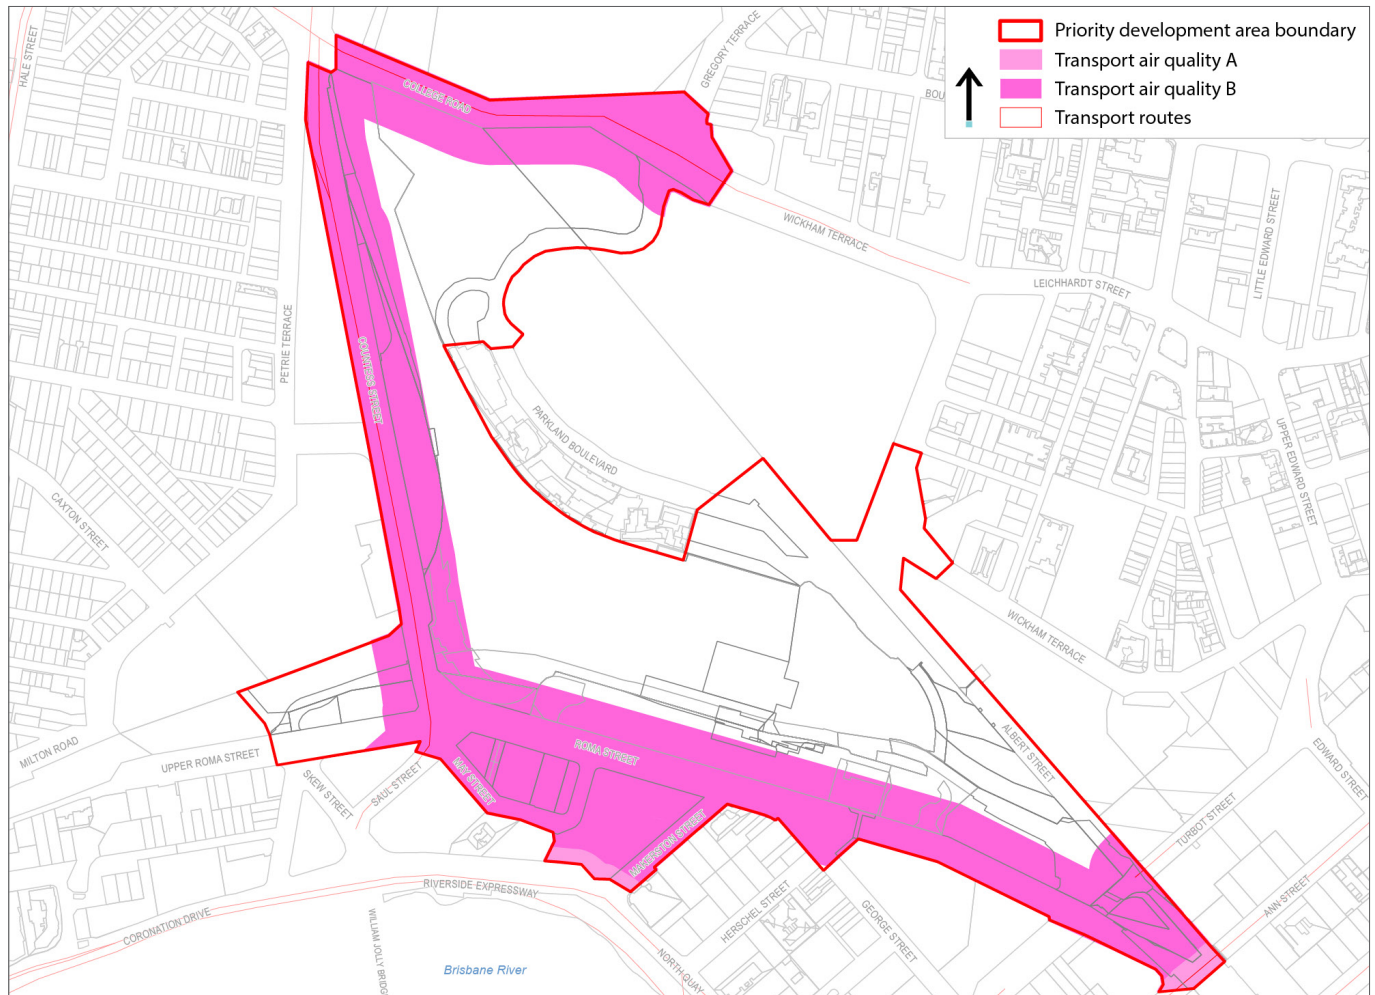 Priority development area boundary
Transport air quality A
Transport air quality B
Transport routes
HALE STREET
GREGORY TERRACE
BOU
COLLEGE ROAD
WICKHAM TERRACE
LITTLE EDWARD STREET
LEICHHARDT STREET
PETRIE TERRACE
COUNTESS STREET
PARKLAND BOULEVARD
UPPER EDWARD STREET
CAXTON STREET
WICKHAM TERRACE
MILTON ROAD
UPPER ROMA STREET
SKEW STREET
SAUL STREET
MAY STREET
ROMA STREET
ALBERT STREET
EDWARD STREET
TURBOT STREET
MAKERSTON STREET
ANN STREET
RIVERSIDE EXPRESSWAY
HERSCHEL STREET
GEORGE STREET
CORONATION DRIVE
WILLIAM JOLLY BRIDG
NORTH QUAY
Brisbane River